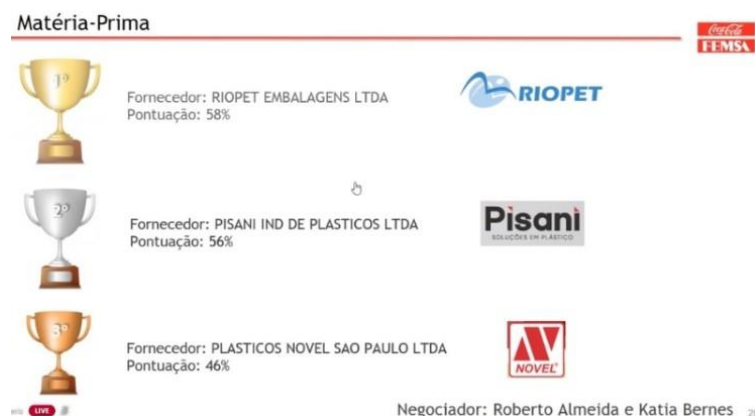 Matéria-Prima
Coca-Cola
FEMSA
1º
Fornecedor: RIOPET EMBALAGENS LTDA
Pontuação: 58%
RIOPET
2º
Fornecedor: PISANI IND DE PLASTICOS LTDA
Pontuação: 56%
Pisani
SOLUÇÕES EM PLÁSTICO
3º
Fornecedor: PLASTICOS NOVEL SAO PAULO LTDA
Pontuação: 46%
NOVEL
LIVE
Negociador: Roberto Almeida e Katia Bernes